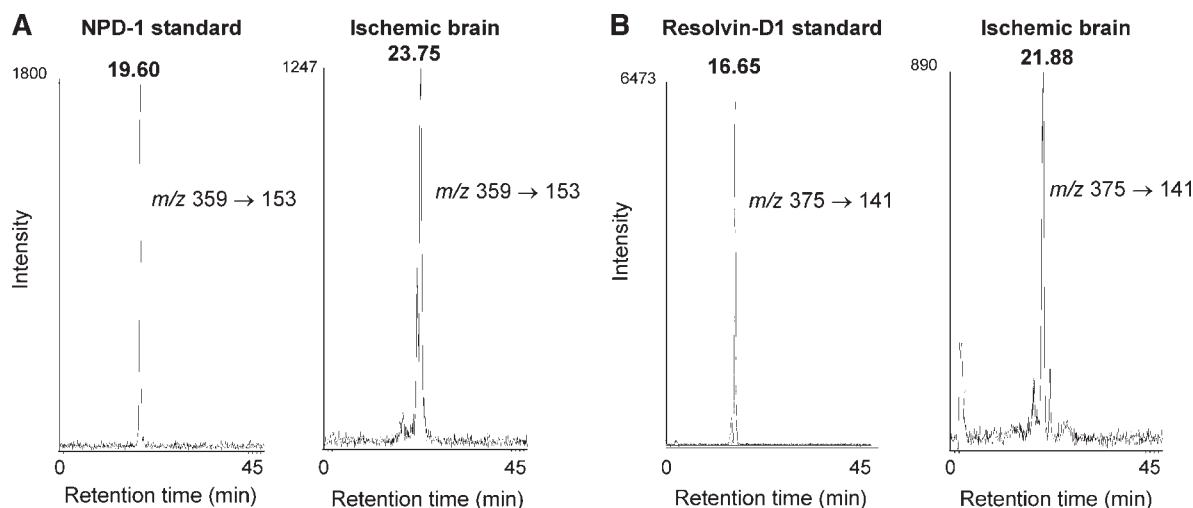 A
NPD-1 standard
19.60
1800
m/z 359 → 153
Intensity
0
45
Retention time (min)
Ischemic brain
23.75
1247
m/z 359 → 153
0
45
Retention time (min)
B
Resolvin-D1 standard
16.65
6473
m/z 375 → 141
Intensity
0
45
Retention time (min)
Ischemic brain
21.88
890
m/z 375 → 141
0
45
Retention time (min)